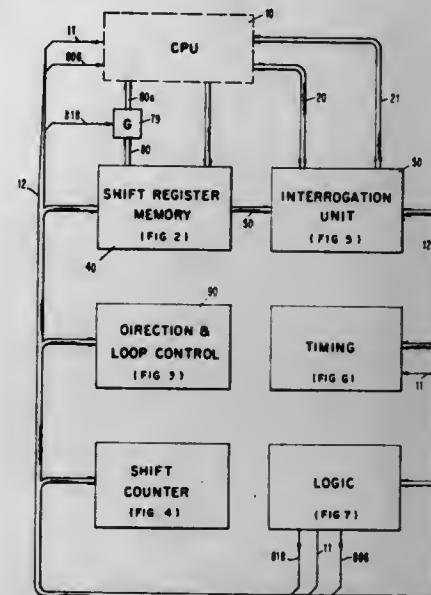 10
11
CPU
806
80a
20
21
818
G
79
80
12
50
SHIFT REGISTER
MEMORY
(FIG 2)
50
INTERROGATION
UNIT
(FIG 5)
12
40
90
DIRECTION &
LOOP CONTROL
(FIG 3)
TIMING
(FIG 6)
11
SHIFT
COUNTER
(FIG 4)
LOGIC
(FIG 7)
818
11
806